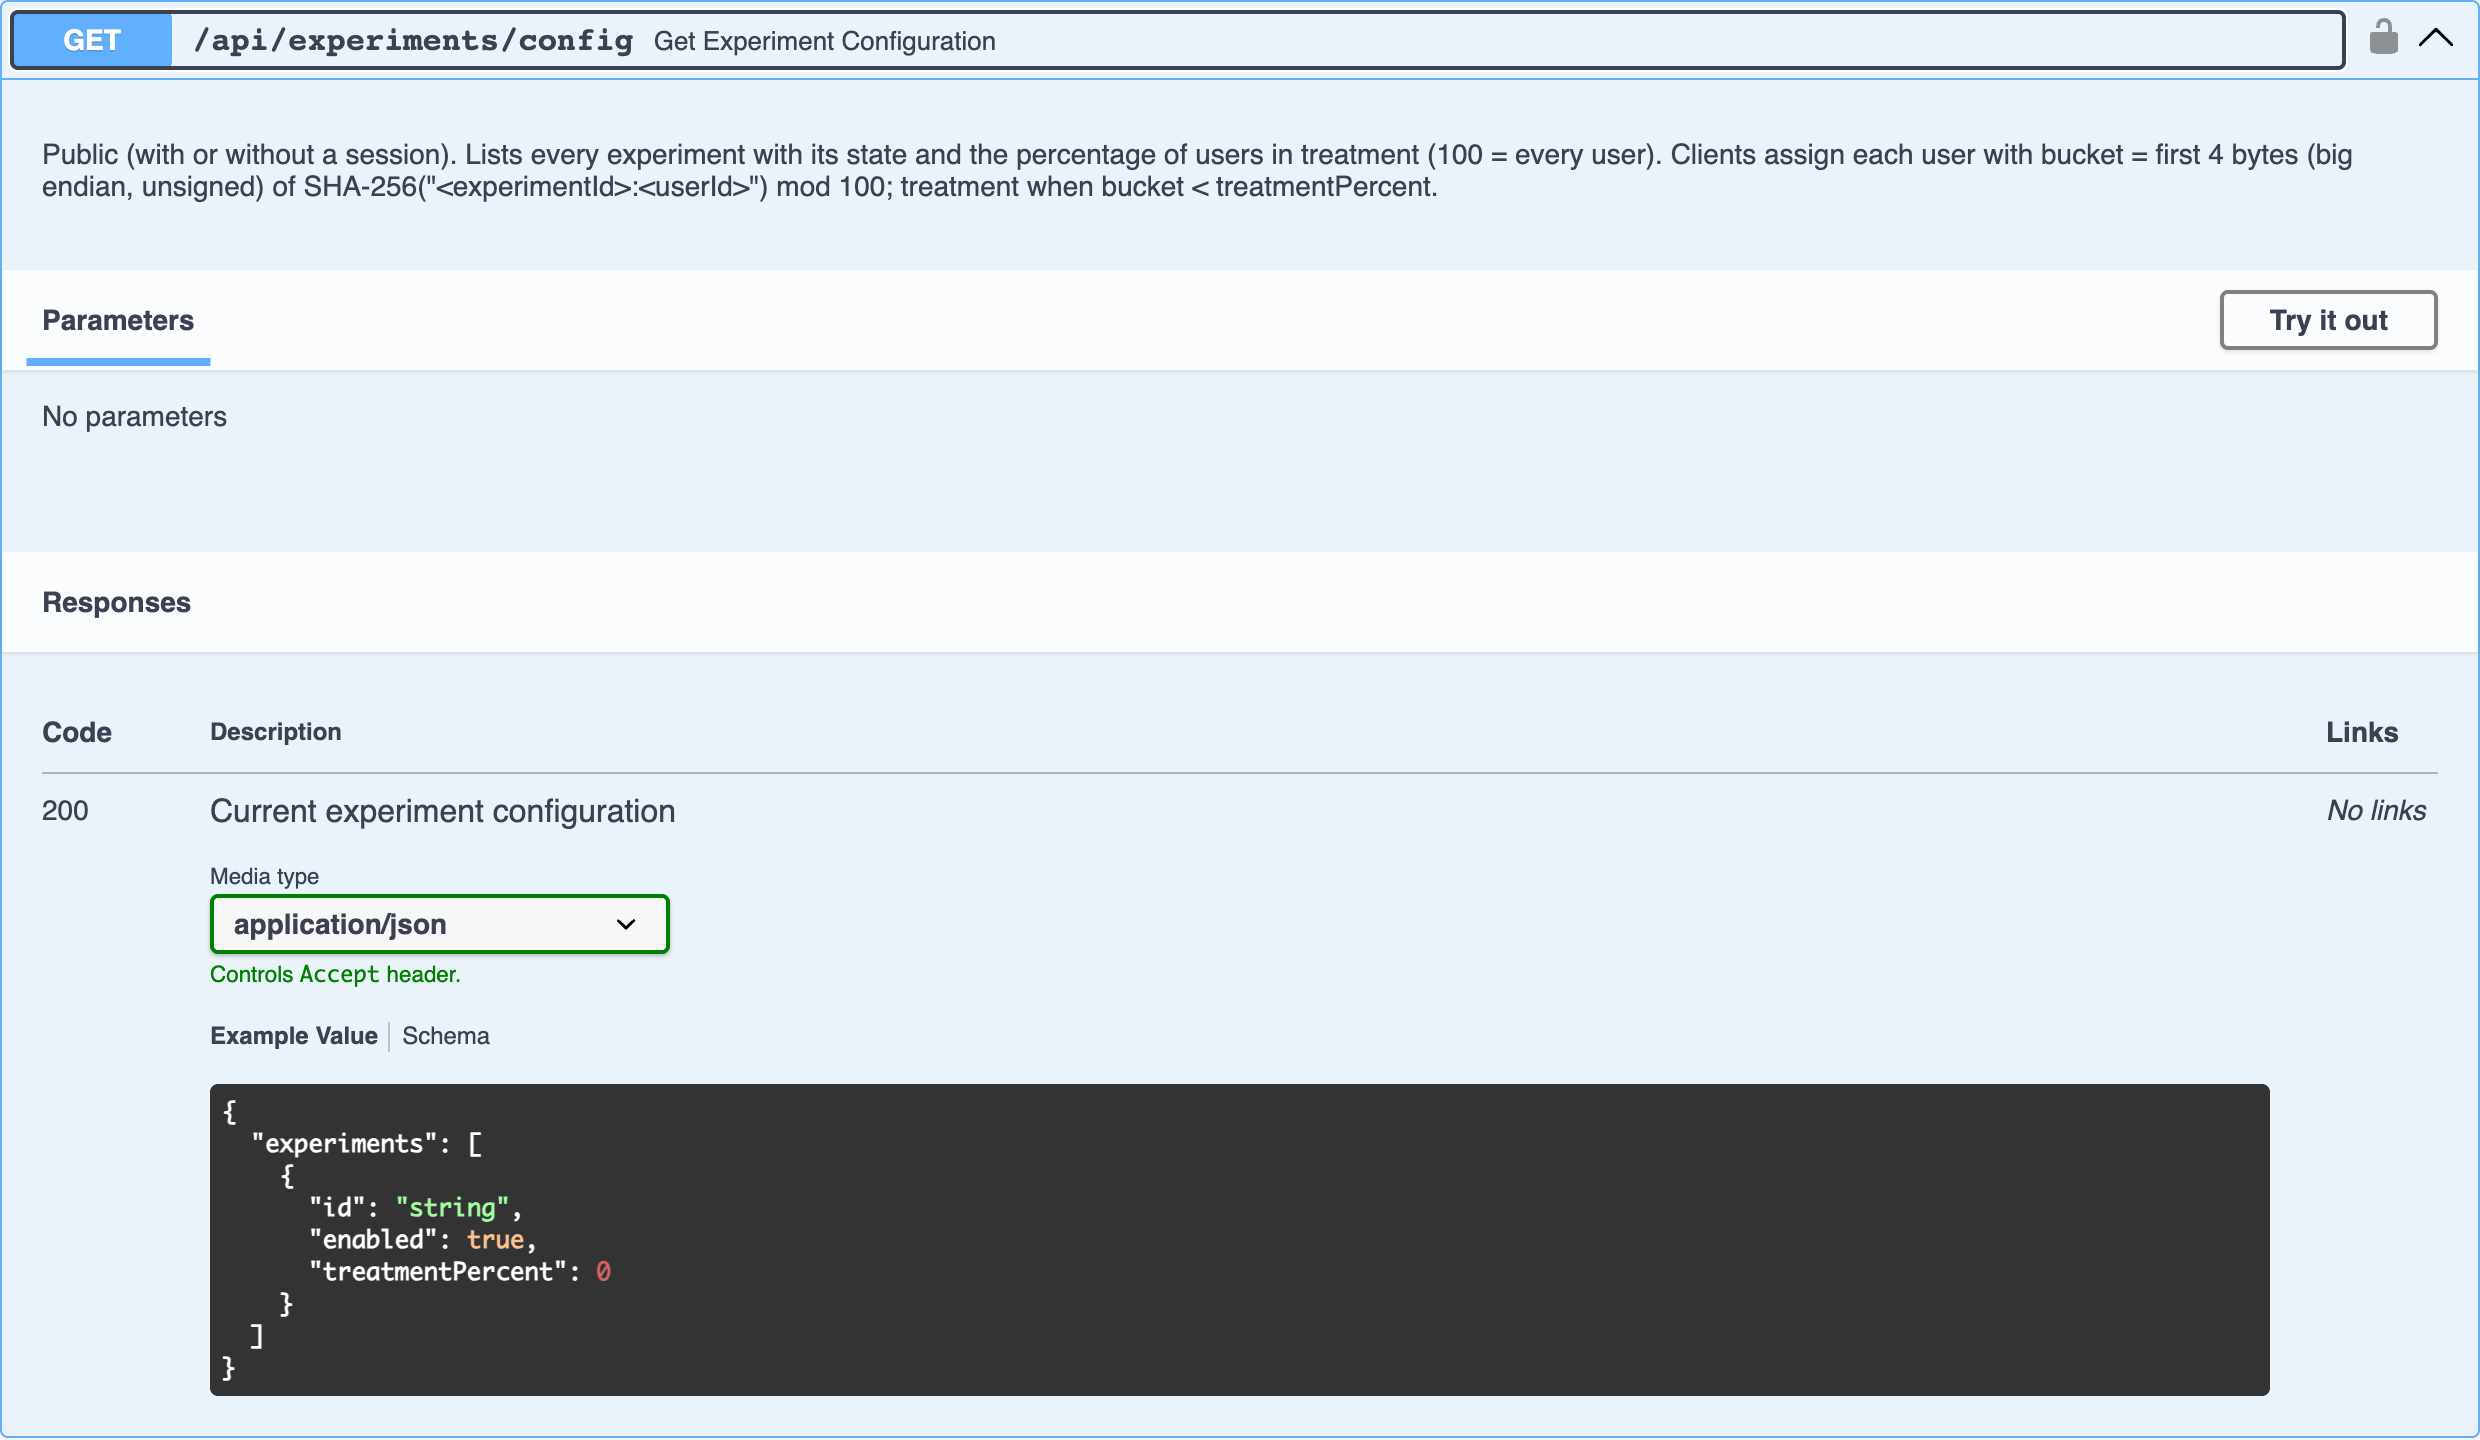 GET /api/experiments/config Get Experiment Configuration
Public (with or without a session). Lists every experiment with its state and the percentage of users in treatment (100 = every user). Clients assign each user with bucket = first 4 bytes (big
endian, unsigned) of SHA-256("<experimentId>:<userId>") mod 100; treatment when bucket < treatmentPercent.
Parameters
Try it out
No parameters
Responses
Code Description Links
200 Current experiment configuration No links
Media type
application/json
Controls Accept header.
Example Value Schema
{
  "experiments": [
    {
      "id": "string",
      "enabled": true,
      "treatmentPercent": 0
    }
  ]
}